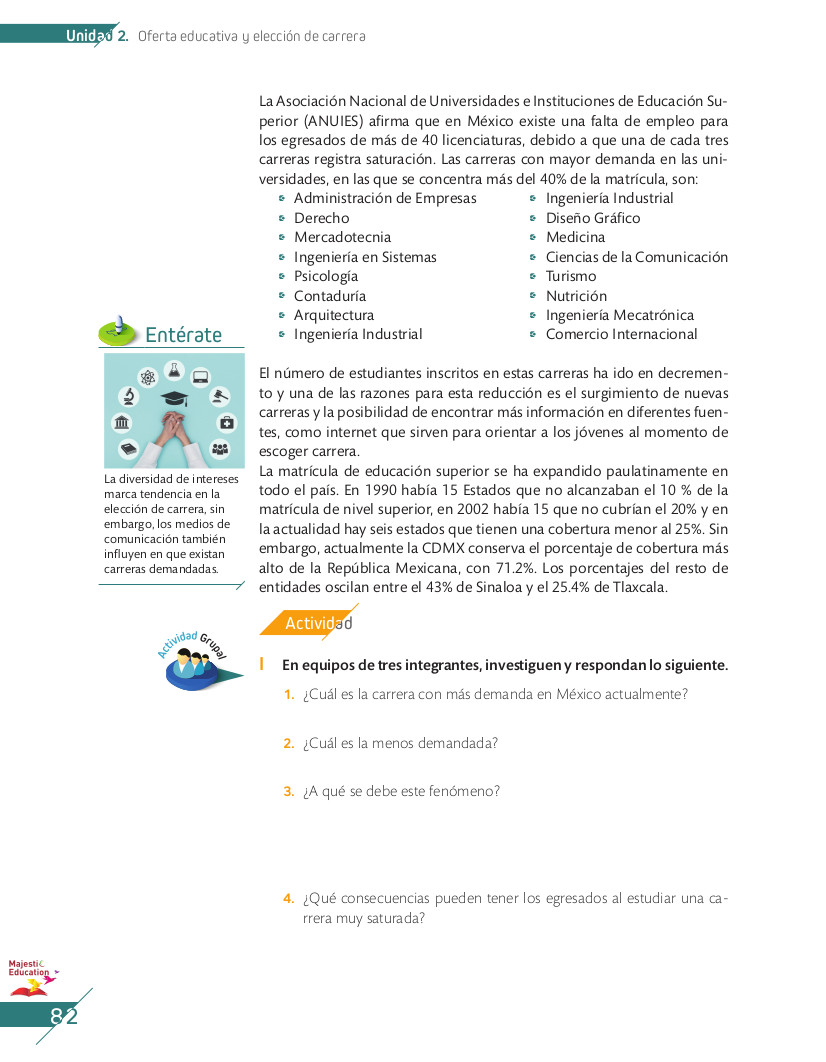 Unidad 2. Oferta educativa y elección de carrera
La Asociación Nacional de Universidades e Instituciones de Educación Su-
perior (ANUIES) afirma que en México existe una falta de empleo para
los egresados de más de 40 licenciaturas, debido a que una de cada tres
carreras registra saturación. Las carreras con mayor demanda en las uni-
versidades, en las que se concentra más del 40% de la matrícula, son:
Administración de Empresas
Derecho
Mercadotecnia
Ingeniería en Sistemas
Psicología
Contaduría
Arquitectura
Ingeniería Industrial
Ingeniería Industrial
Diseño Gráfico
Medicina
Ciencias de la Comunicación
Turismo
Nutrición
Ingeniería Mecatrónica
Comercio Internacional
Entérate
La diversidad de intereses
marca tendencia en la
elección de carrera, sin
embargo, los medios de
comunicación también
influyen en que existan
carreras demandadas.
El número de estudiantes inscritos en estas carreras ha ido en decremen-
to y una de las razones para esta reducción es el surgimiento de nuevas
carreras y la posibilidad de encontrar más información en diferentes fuen-
tes, como internet que sirven para orientar a los jóvenes al momento de
escoger carrera.
La matrícula de educación superior se ha expandido paulatinamente en
todo el país. En 1990 había 15 Estados que no alcanzaban el 10 % de la
matrícula de nivel superior, en 2002 había 15 que no cubrían el 20% y en
la actualidad hay seis estados que tienen una cobertura menor al 25%. Sin
embargo, actualmente la CDMX conserva el porcentaje de cobertura más
alto de la República Mexicana, con 71.2%. Los porcentajes del resto de
entidades oscilan entre el 43% de Sinaloa y el 25.4% de Tlaxcala.
Actividad
Actividad Grupal
I En equipos de tres integrantes, investiguen y respondan lo siguiente.
1. ¿Cuál es la carrera con más demanda en México actualmente?
2. ¿Cuál es la menos demandada?
3. ¿A qué se debe este fenómeno?
4. ¿Qué consecuencias pueden tener los egresados al estudiar una ca-
rrera muy saturada?
Majestic
Education
82